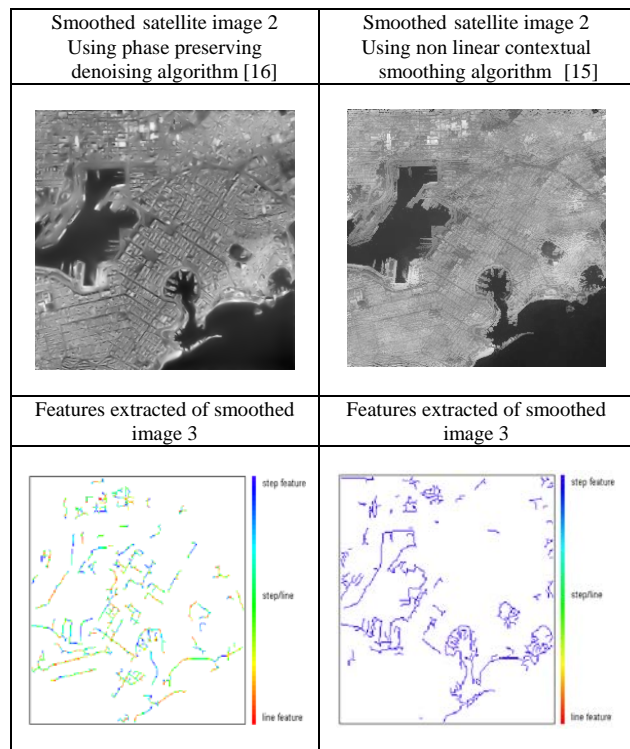 Smoothed satellite image 2
Using phase preserving
denoising algorithm [16]
Smoothed satellite image 2
Using non linear contextual
smoothing algorithm [15]
Features extracted of smoothed
image 3
Features extracted of smoothed
image 3
step feature
step/line
line feature
step feature
step/line
line feature